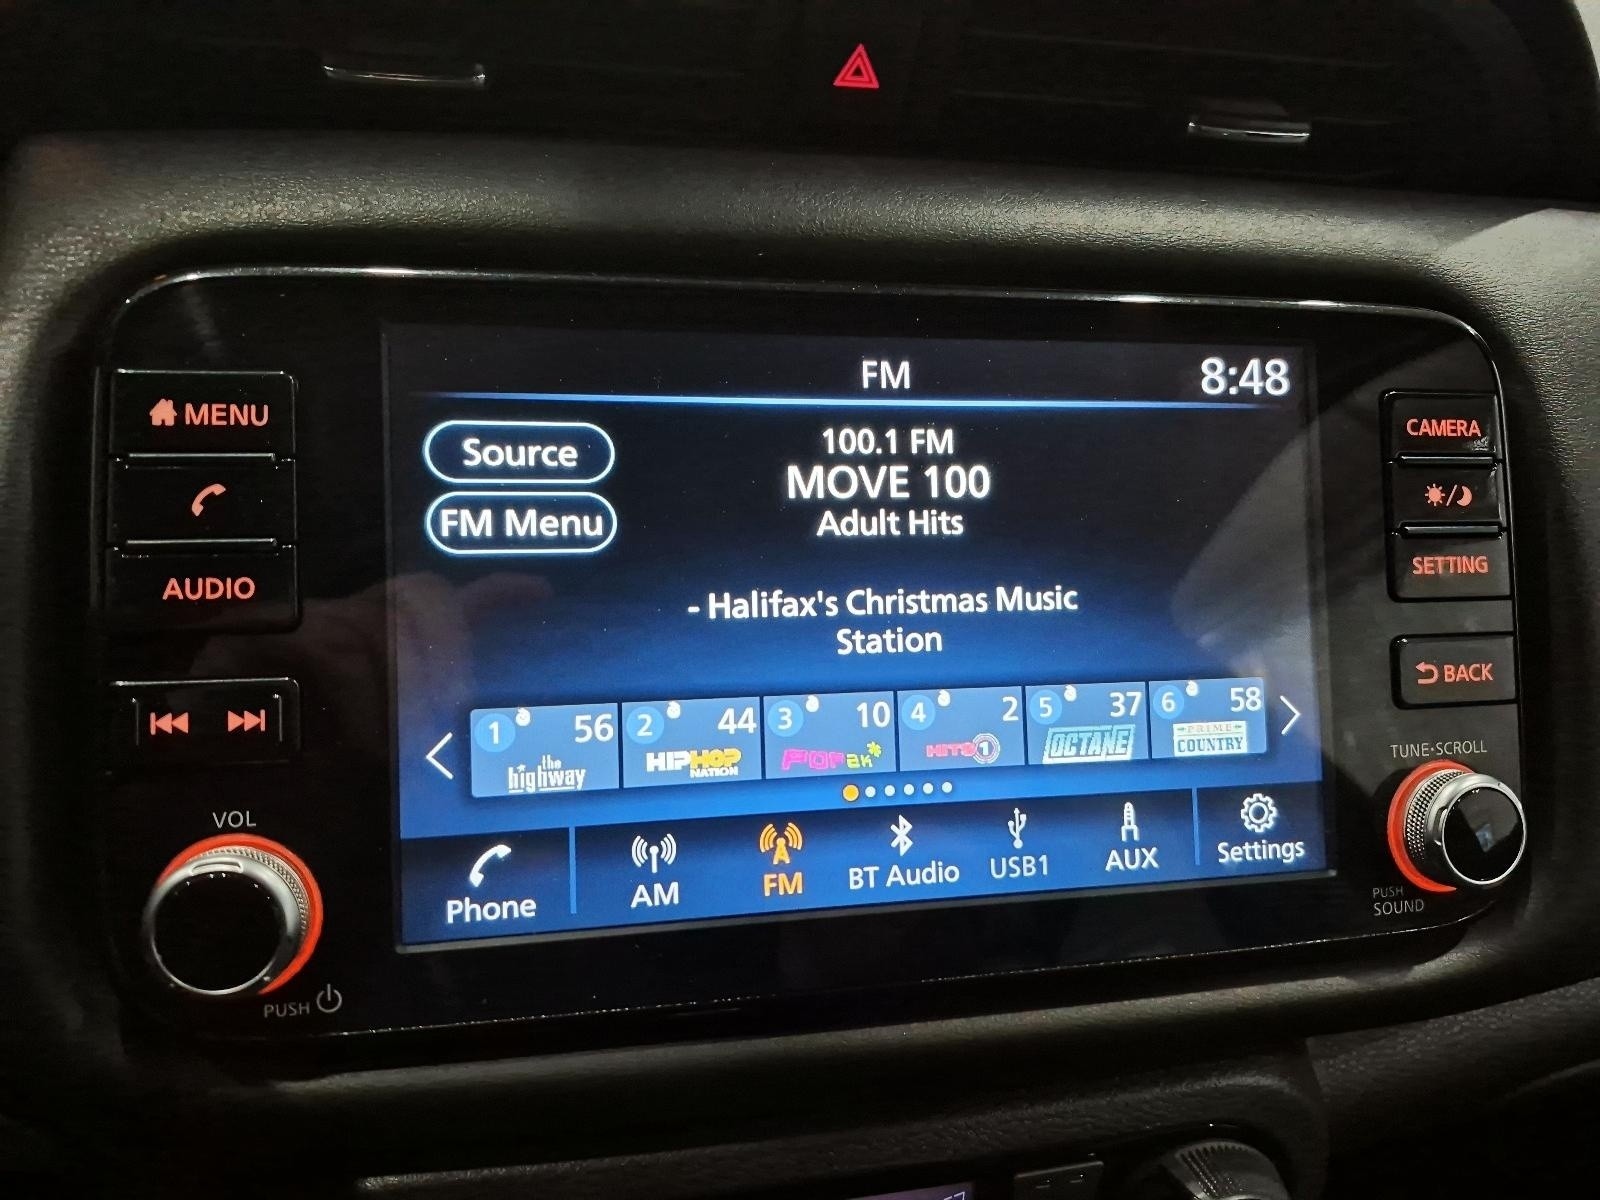 FM
8:48
MENU
Source
100.1 FM
MOVE 100
Adult Hits
FM Menu
CAMERA
SETTING
AUDIO
- Halifax's Christmas Music
Station
BACK
1 56
the
highway
2 44
HIPHOP
NATION
3 10
POP2K
4 2
HITS1
5 37
OCTANE
6 58
PRIME
COUNTRY
TUNE•SCROLL
VOL
Phone
AM
FM
BT Audio
USB1
AUX
Settings
PUSH
SOUND
PUSH